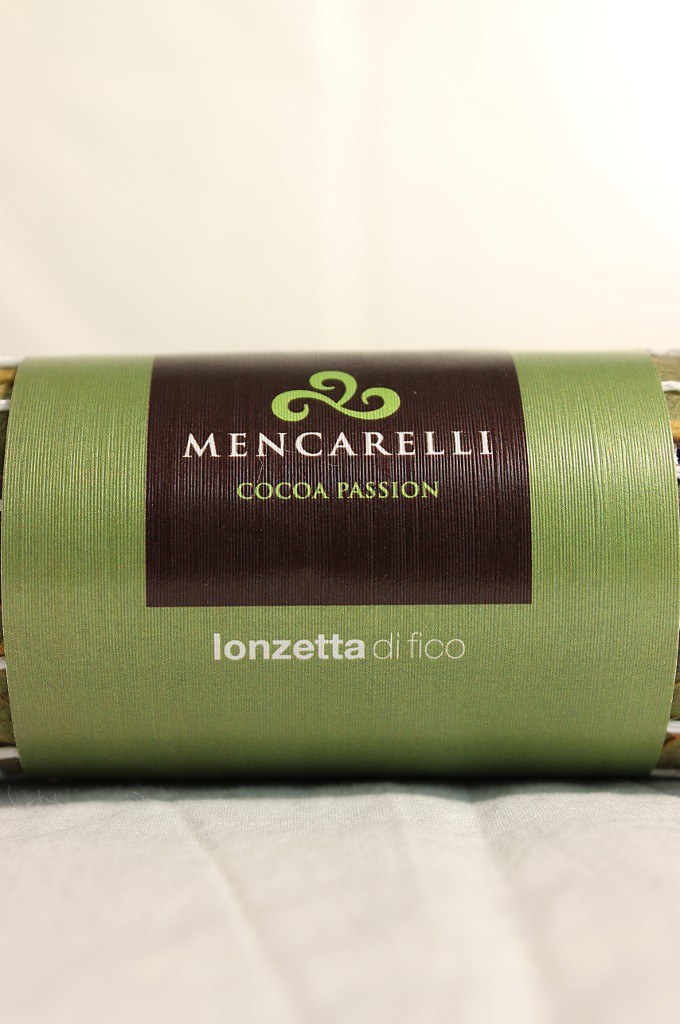 MENCARELLI
COCOA PASSION
lonzetta di fico